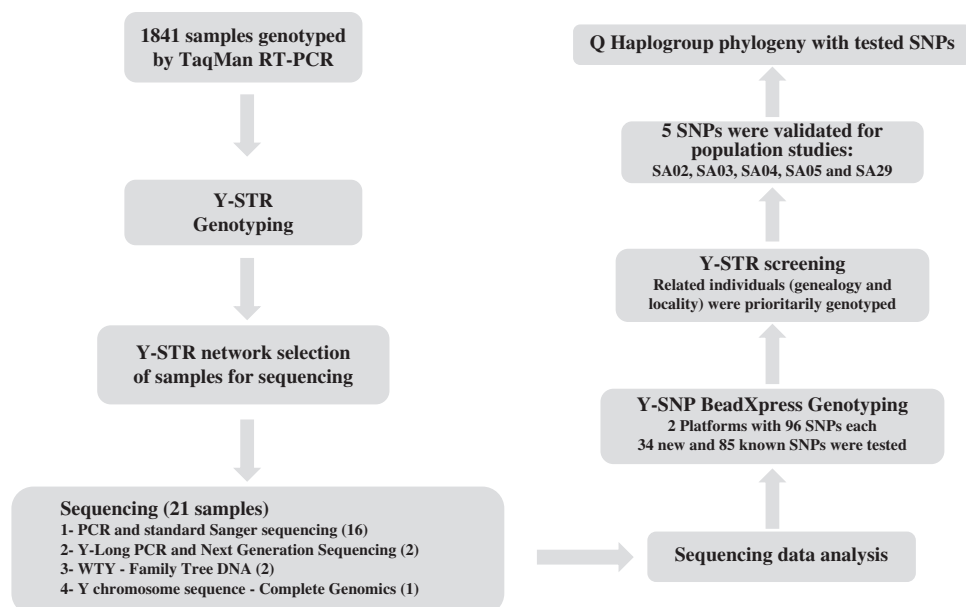 1841 samples genotyped
by TaqMan RT-PCR
Y-STR
Genotyping
Y-STR network selection
of samples for sequencing
Sequencing (21 samples)
1- PCR and standard Sanger sequencing (16)
2- Y-Long PCR and Next Generation Sequencing (2)
3- WTY - Family Tree DNA (2)
4- Y chromosome sequence - Complete Genomics (1)
Sequencing data analysis
Y-SNP BeadXpress Genotyping
2 Platforms with 96 SNPs each
34 new and 85 known SNPs were tested
Y-STR screening
Related individuals (genealogy and
locality) were prioritarily genotyped
5 SNPs were validated for
population studies:
SA02, SA03, SA04, SA05 and SA29
Q Haplogroup phylogeny with tested SNPs